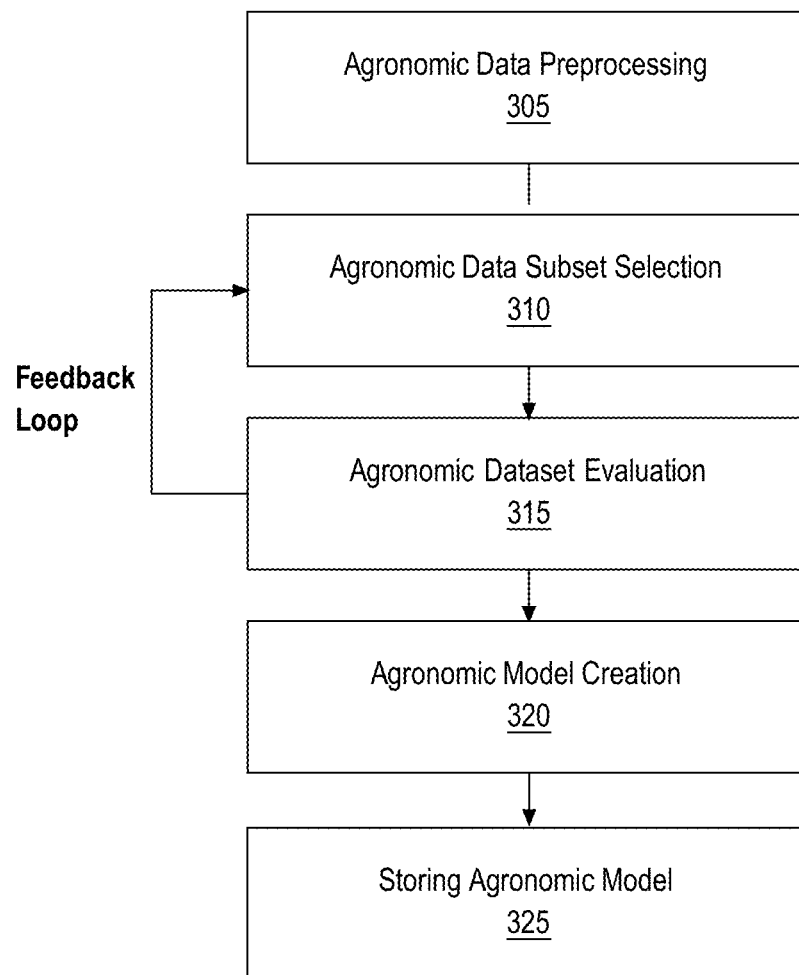 Agronomic Data Preprocessing
305
Agronomic Data Subset Selection
310
Feedback
Loop
Agronomic Dataset Evaluation
315
Agronomic Model Creation
320
Storing Agronomic Model
325